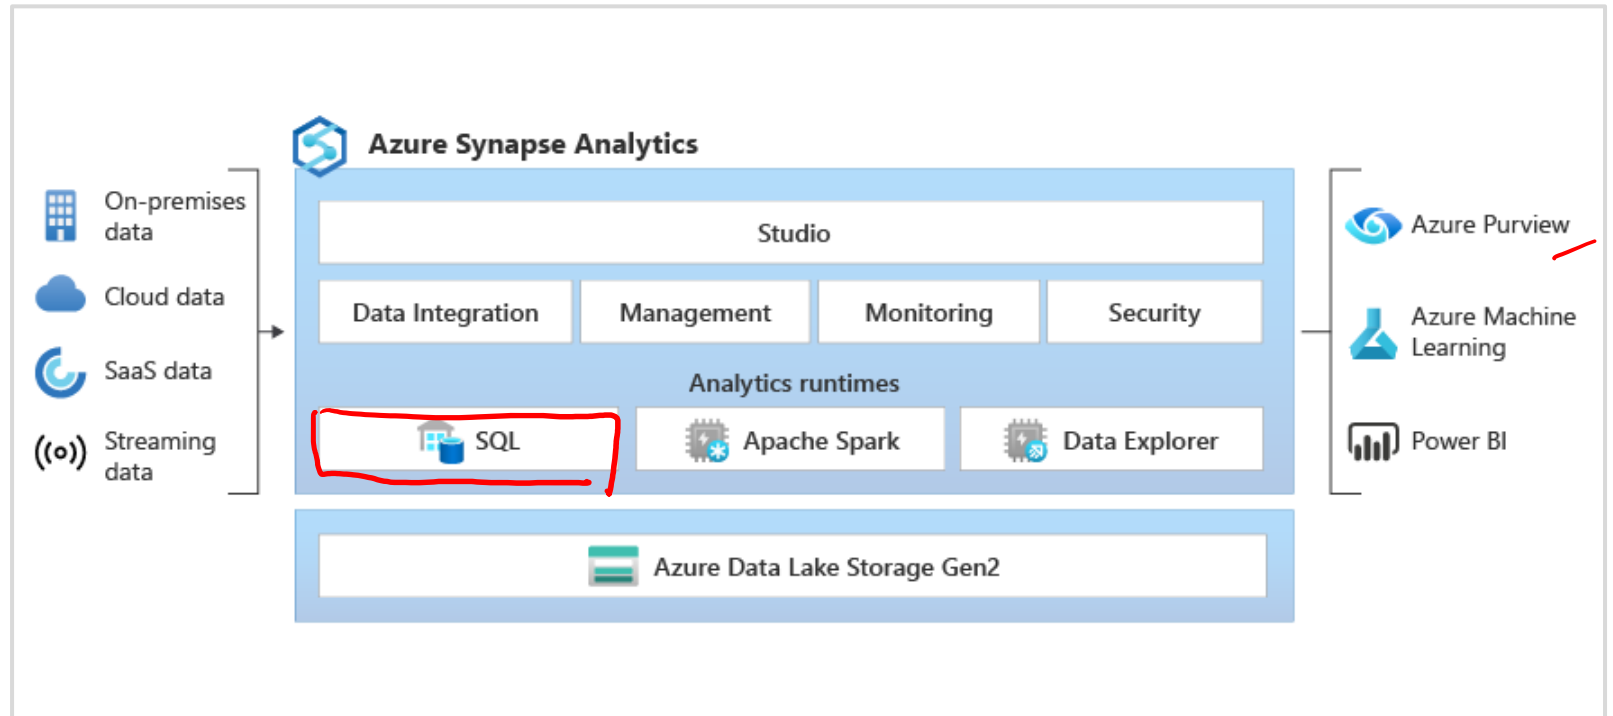 Azure Synapse Analytics
On-premises
data
Cloud data
SaaS data
Streaming
data
Studio
Data Integration
Management
Monitoring
Security
Analytics runtimes
SQL
Apache Spark
Data Explorer
Azure Data Lake Storage Gen2
Azure Purview
Azure Machine
Learning
Power BI